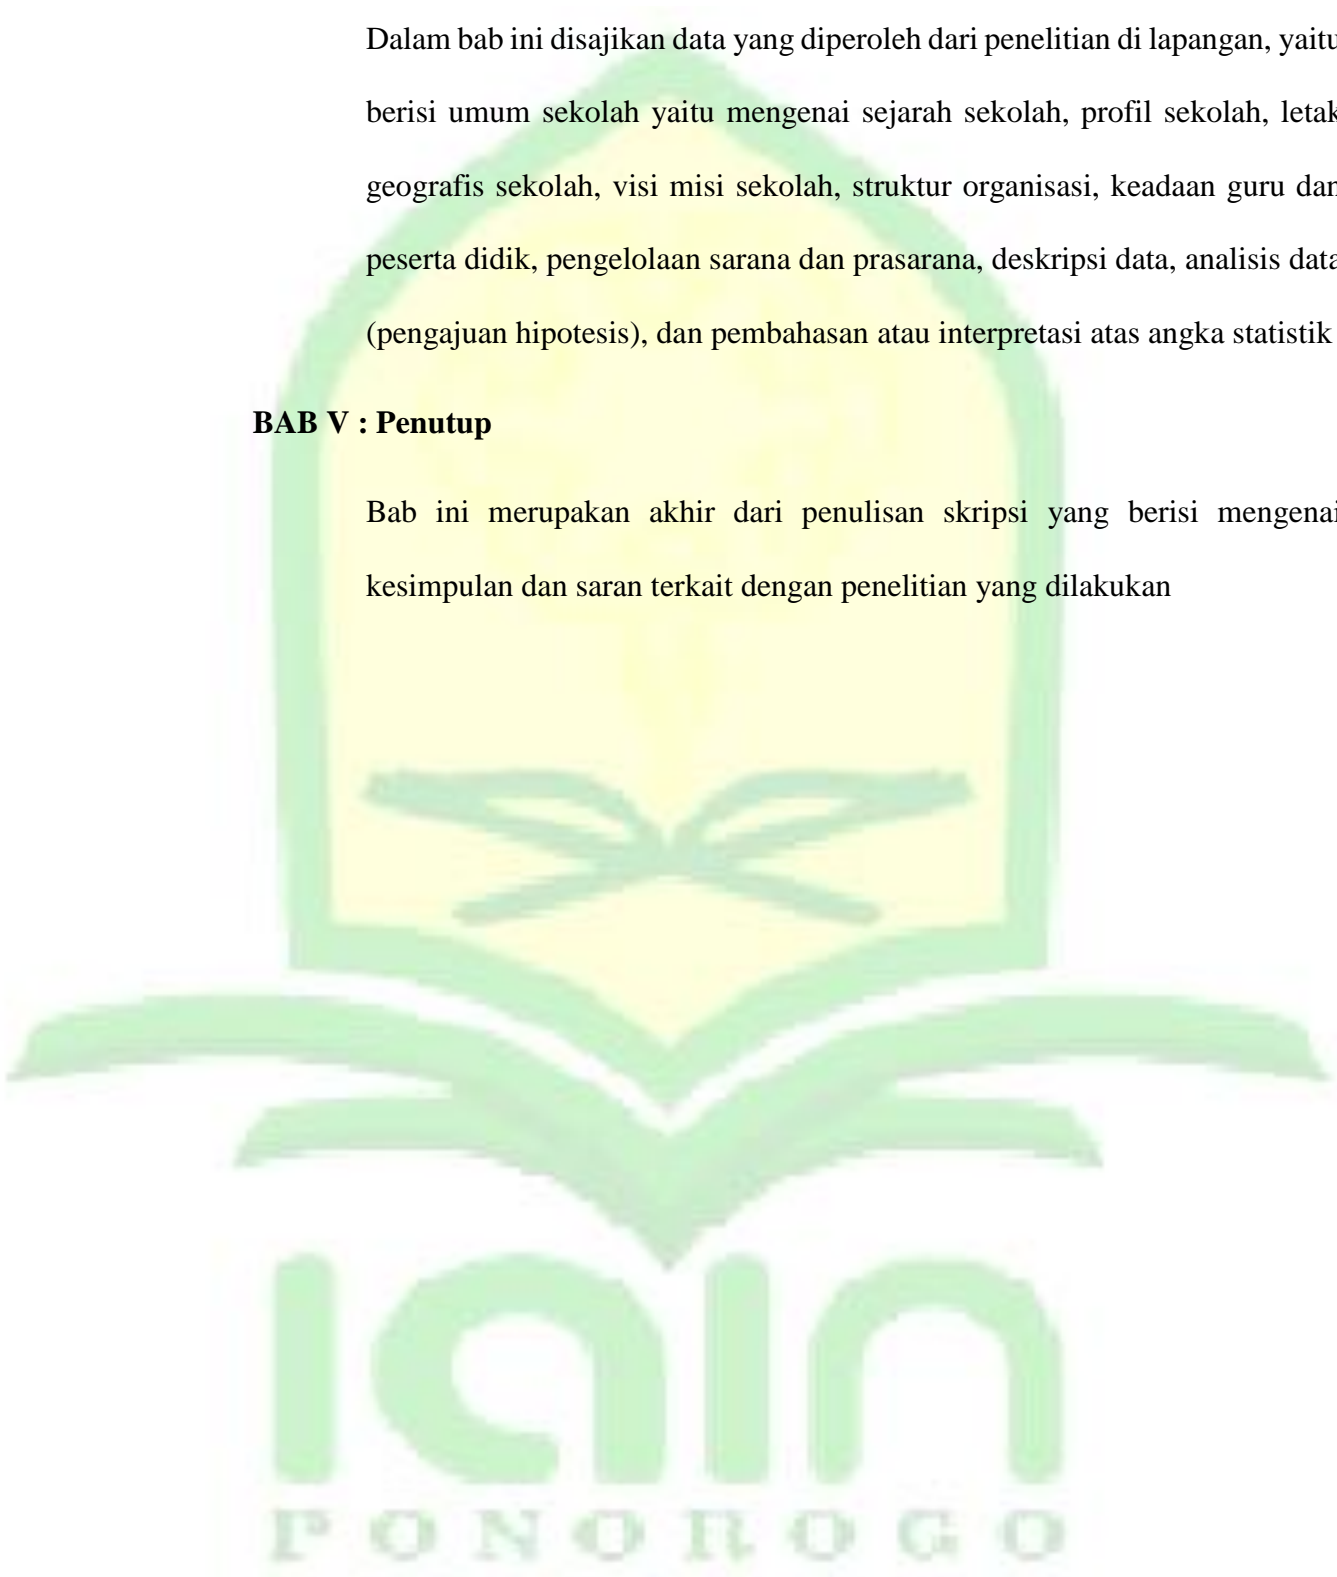 Dalam bab ini disajikan data yang diperoleh dari penelitian di lapangan, yaitu
berisi umum sekolah yaitu mengenai sejarah sekolah, profil sekolah, letak
geografis sekolah, visi misi sekolah, struktur organisasi, keadaan guru dan
peserta didik, pengelolaan sarana dan prasarana, deskripsi data, analisis data
(pengajuan hipotesis), dan pembahasan atau interpretasi atas angka statistik
BAB V : Penutup
Bab ini merupakan akhir dari penulisan skripsi yang berisi mengenai
kesimpulan dan saran terkait dengan penelitian yang dilakukan
iain
PONOROGO